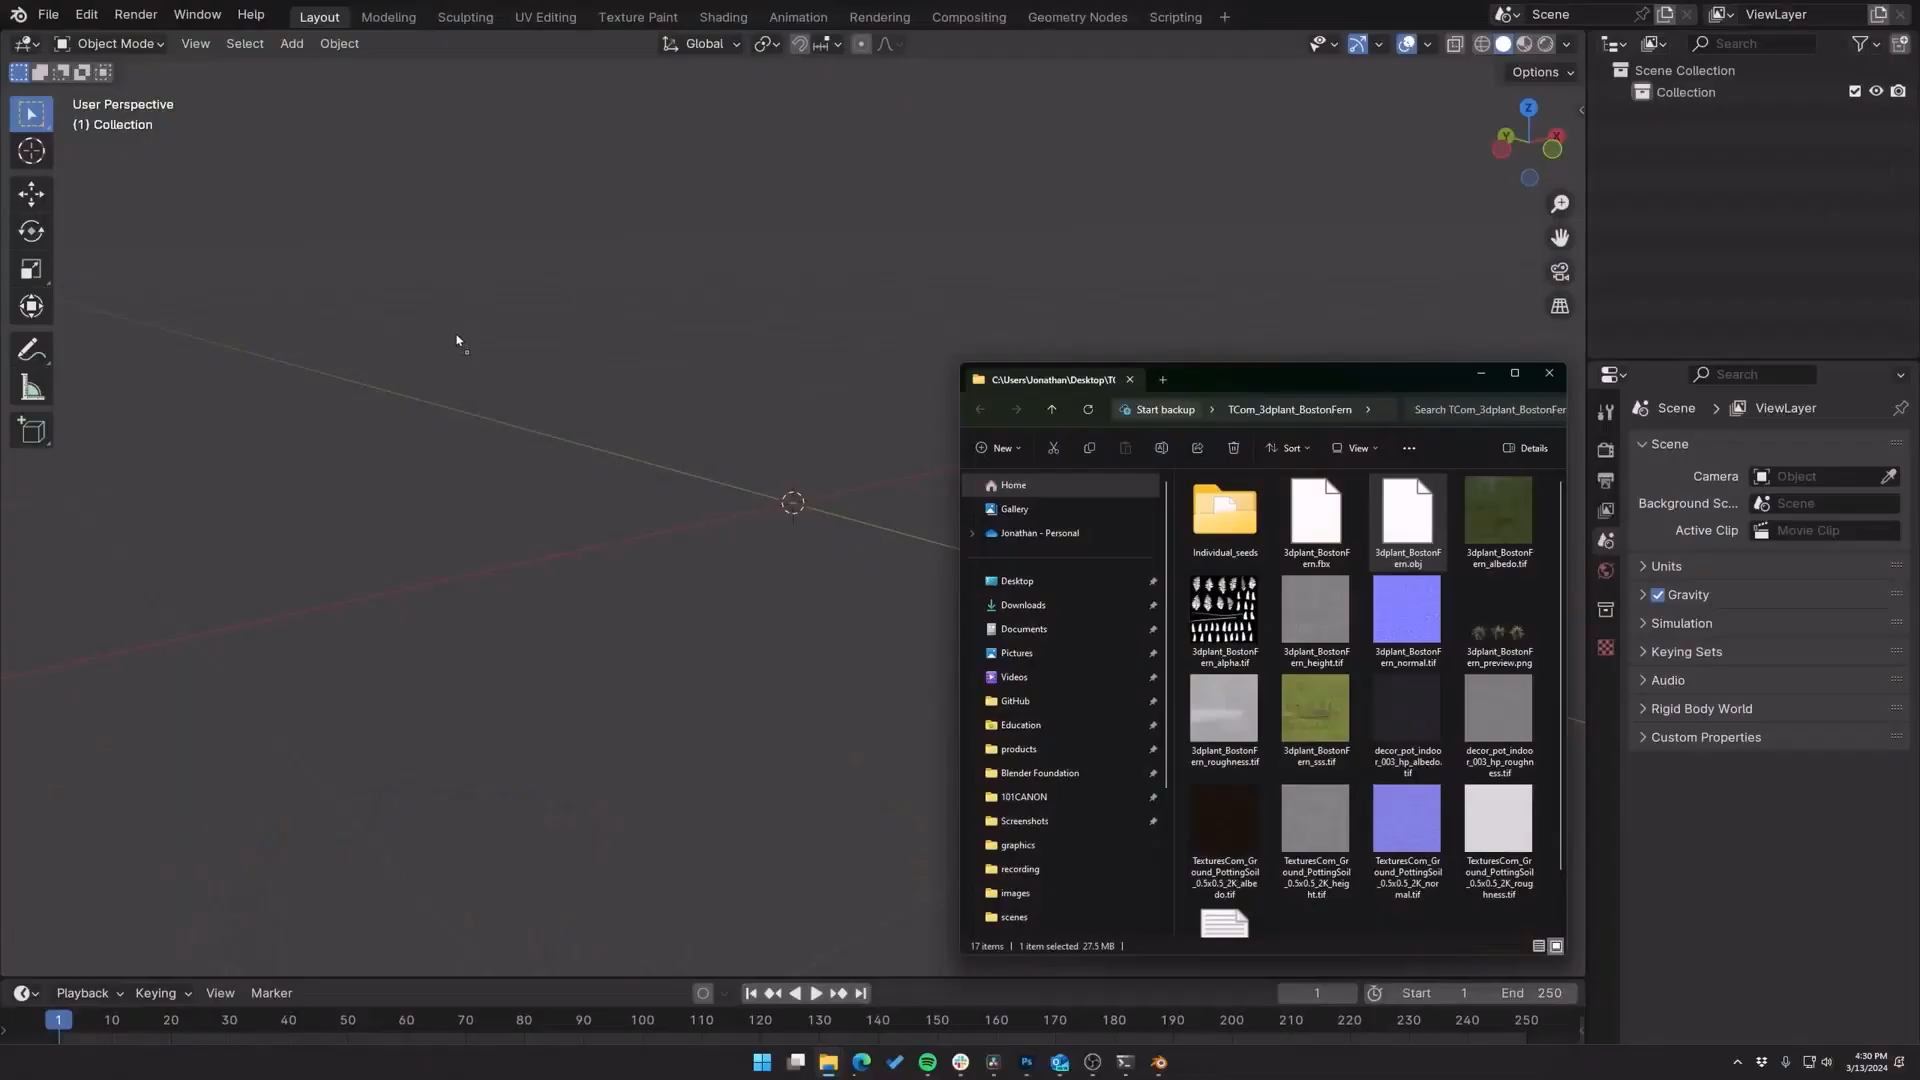 File Edit Render Window Help Layout Modeling Sculpting UV Editing Texture Paint Shading Animation Rendering Compositing Geometry Nodes Scripting + Scene ViewLayer
Object Mode View Select Add Object Global Search
Options
User Perspective
(1) Collection
Z
Y
X
Scene Collection
Collection
Search
Scene > ViewLayer
Scene
Camera Object
Background Sc... Scene
Active Clip Movie Clip
Units
Gravity
Simulation
Keying Sets
Audio
Rigid Body World
Custom Properties
C:\Users\Jonathan\Desktop\TC
Start backup > TCom_3dplant_BostonFern > Search TCom_3dplant_BostonFer
New Sort View ... Details
Home
Gallery
Jonathan - Personal
Desktop
Downloads
Documents
Pictures
Videos
GitHub
Education
products
Blender Foundation
101CANON
Screenshots
graphics
recording
images
scenes
Individual_seeds
3dplant_BostonF
ern.fbx
3dplant_BostonF
ern.obj
3dplant_BostonF
ern_albedo.tif
3dplant_BostonF
ern_alpha.tif
3dplant_BostonF
ern_height.tif
3dplant_BostonF
ern_normal.tif
3dplant_BostonF
ern_preview.png
3dplant_BostonF
ern_roughness.tif
3dplant_BostonF
ern_sss.tif
decor_pot_indoo
r_003_hp_albedo.
tif
decor_pot_indoo
r_003_hp_roughn
ess.tif
TexturesCom_Gr
ound_PottingSoil
_0.5x0.5_2K_albe
do.tif
TexturesCom_Gr
ound_PottingSoil
_0.5x0.5_2K_heig
ht.tif
TexturesCom_Gr
ound_PottingSoil
_0.5x0.5_2K_nor
mal.tif
TexturesCom_Gr
ound_PottingSoil
_0.5x0.5_2K_roug
hness.tif
17 items | 1 item selected 27.5 MB |
Playback Keying View Marker 1 Start 1 End 250
1 10 20 30 40 50 60 70 80 90 100 110 120 130 140 150 160 170 180 190 200 210 220 230 240 250
Ps
4:30 PM
3/13/2024